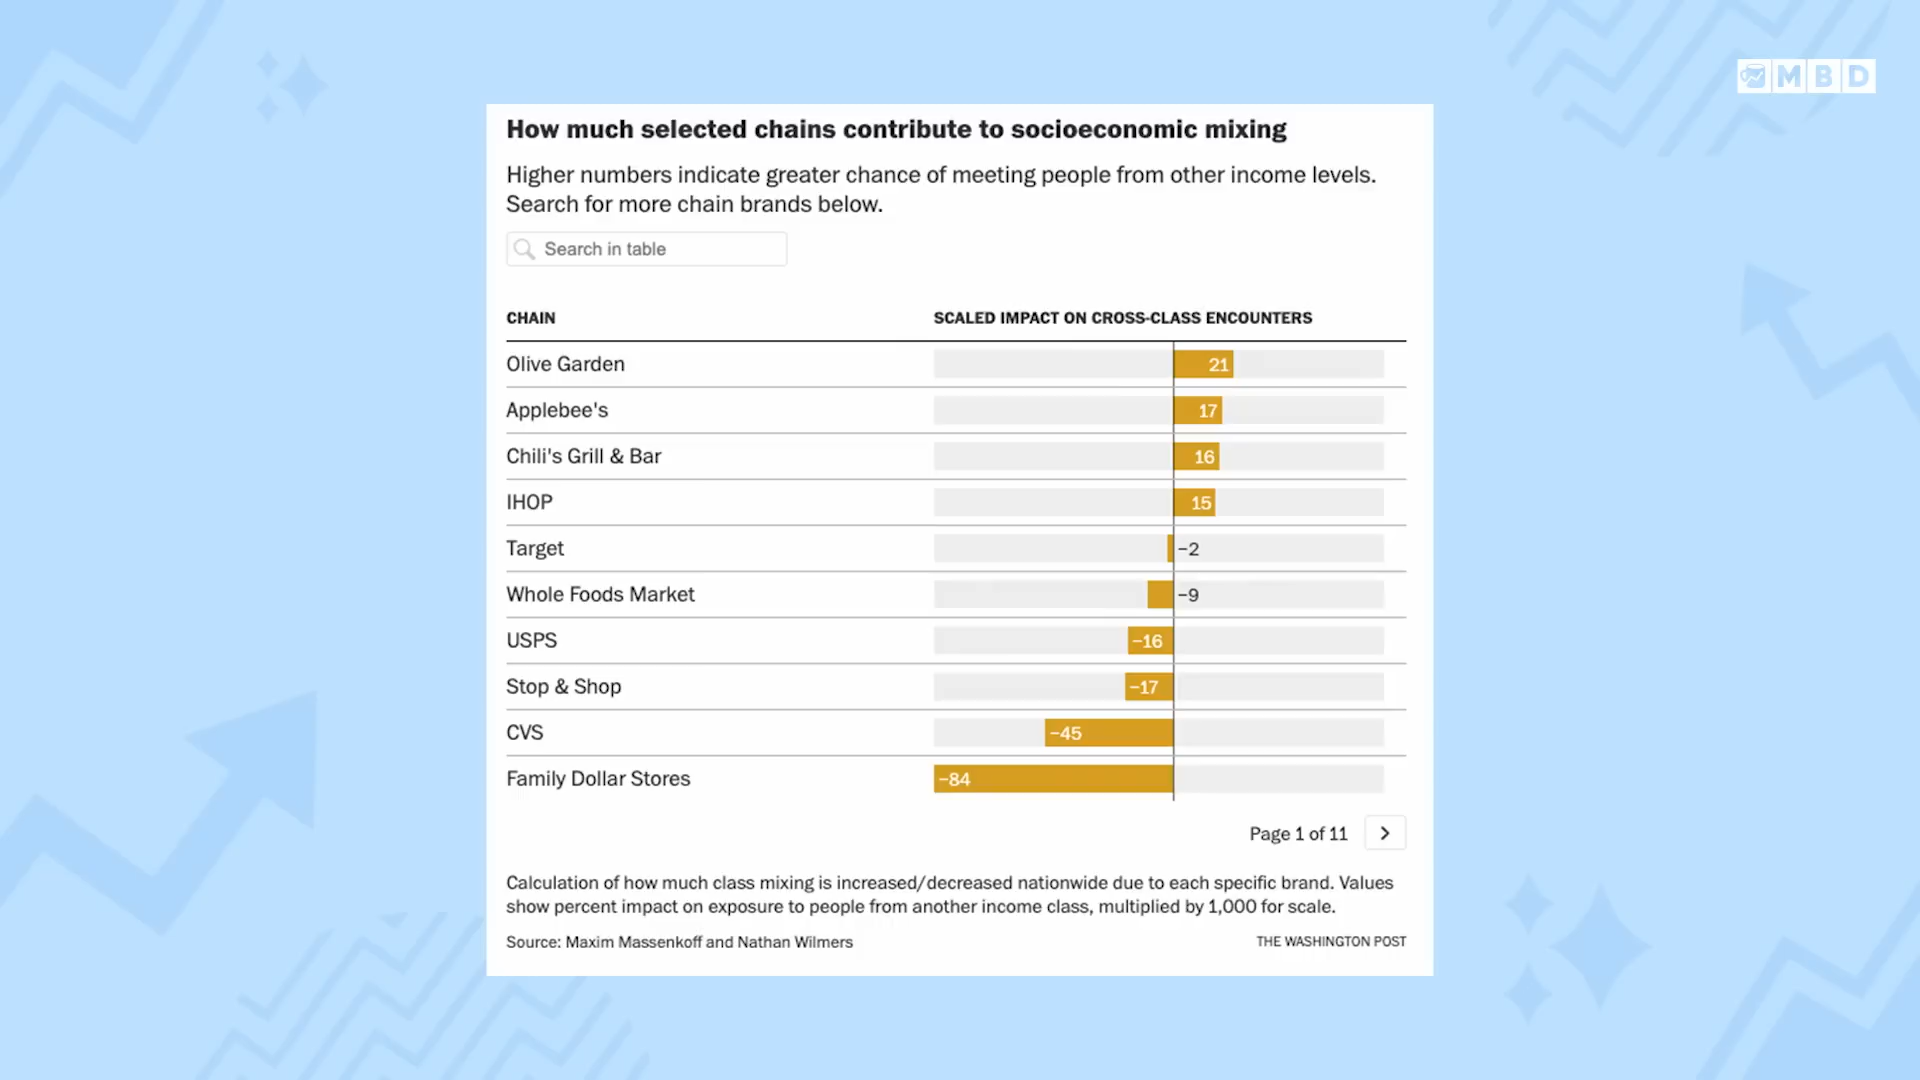 MBD
How much selected chains contribute to socioeconomic mixing
Higher numbers indicate greater chance of meeting people from other income levels.
Search for more chain brands below.
Search in table
CHAIN SCALED IMPACT ON CROSS-CLASS ENCOUNTERS
Olive Garden 21
Applebee's 17
Chili's Grill & Bar 16
IHOP 15
Target −2
Whole Foods Market −9
USPS −16
Stop & Shop −17
CVS −45
Family Dollar Stores −84
Page 1 of 11
Calculation of how much class mixing is increased/decreased nationwide due to each specific brand. Values
show percent impact on exposure to people from another income class, multiplied by 1,000 for scale.
Source: Maxim Massenkoff and Nathan Wilmers THE WASHINGTON POST